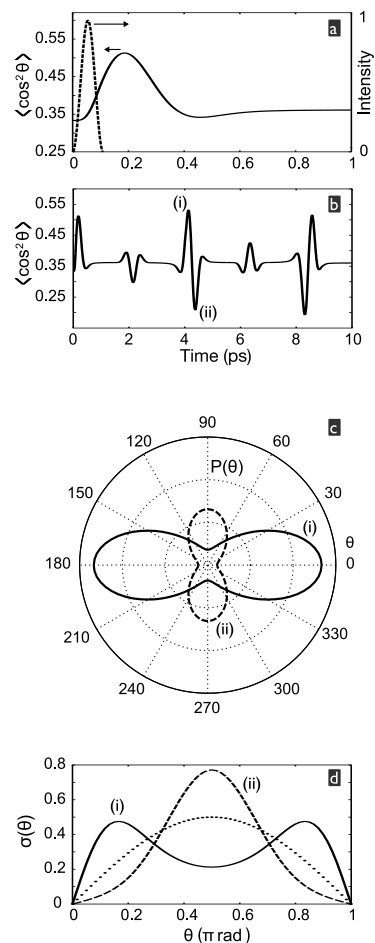 a
1
0.55
0.45
0.35
0.25
⟨cos²θ⟩
Intensity
0
0 0.2 0.4 0.6 0.8 1
b
(i)
0.55
0.45
0.35
0.25
⟨cos²θ⟩
(ii)
0 2 4 6 8 10
Time (ps)
c
90
120 60
P(θ)
150 30
(i)
θ
180 0
(ii)
210 330
240 300
270
d
0.8
0.6
0.4
0.2
0
σ(θ)
(i)
(ii)
0 0.2 0.4 0.6 0.8 1
θ (π rad)